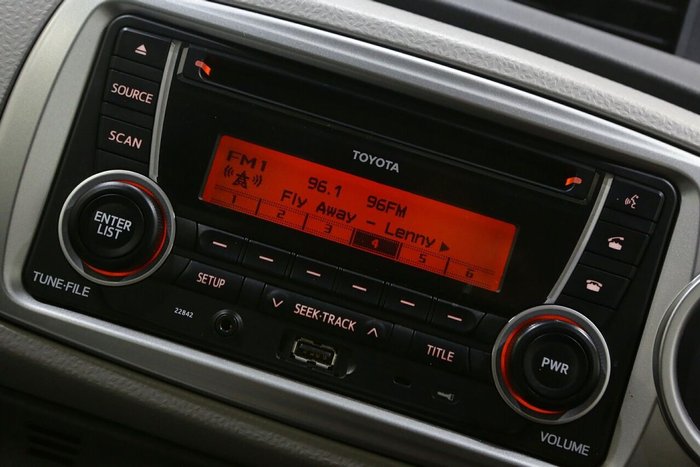 SOURCE
SCAN
TOYOTA
FM1
96.1 96FM
Fly Away - Lenny
1 2 3 4 5 6
ENTER
LIST
TUNE·FILE
SETUP
22842
SEEK·TRACK
TITLE
PWR
VOLUME